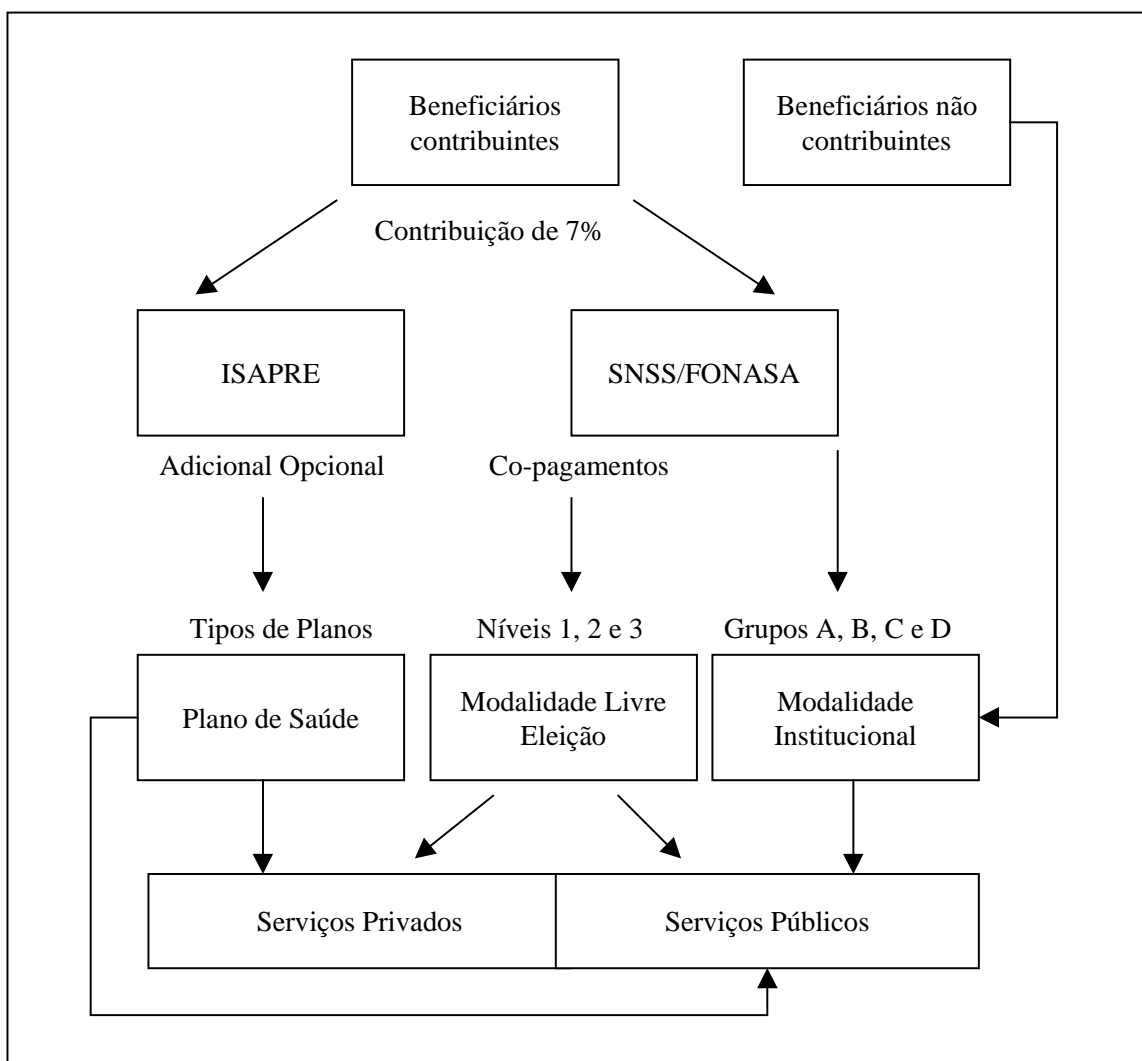 Beneficiários
contribuintes
Beneficiários não
contribuintes
Contribuição de 7%
ISAPRE
SNSS/FONASA
Adicional Opcional
Co-pagamentos
Tipos de Planos
Níveis 1, 2 e 3
Grupos A, B, C e D
Plano de Saúde
Modalidade Livre
Eleição
Modalidade
Institucional
Serviços Privados
Serviços Públicos